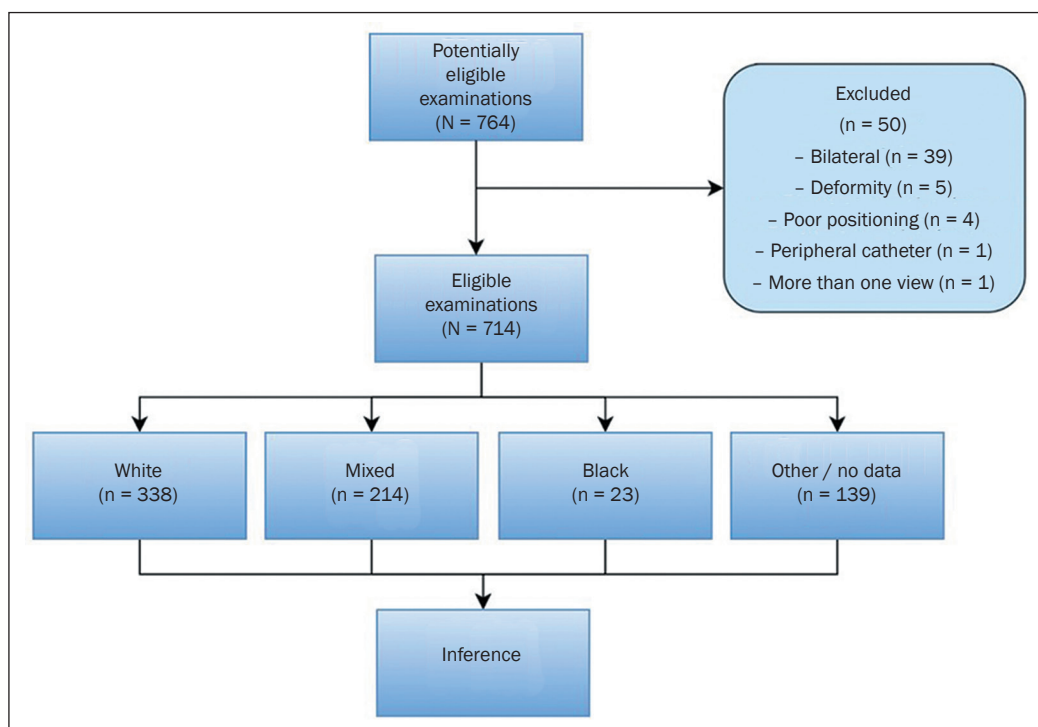 Potentially
eligible
examinations
(N = 764)
Excluded
(n = 50)
– Bilateral (n = 39)
– Deformity (n = 5)
– Poor positioning (n = 4)
– Peripheral catheter (n = 1)
– More than one view (n = 1)
Eligible
examinations
(N = 714)
White
(n = 338)
Mixed
(n = 214)
Black
(n = 23)
Other / no data
(n = 139)
Inference